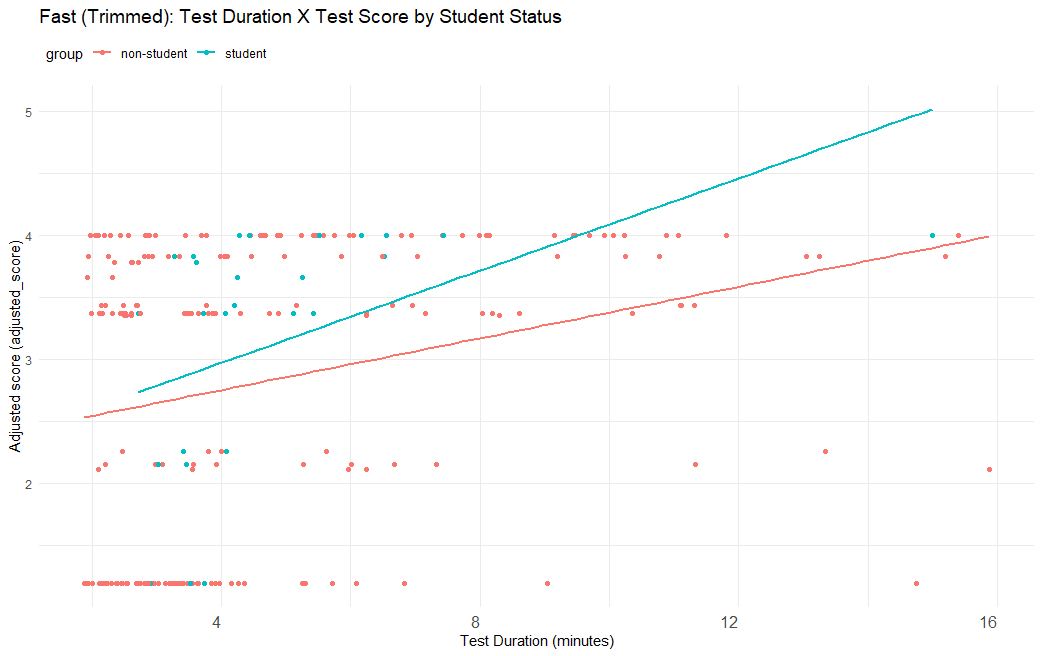 Fast (Trimmed): Test Duration X Test Score by Student Status
group non-student student
5
4
3
2
Adjusted score (adjusted_score)
4 8 12 16
Test Duration (minutes)